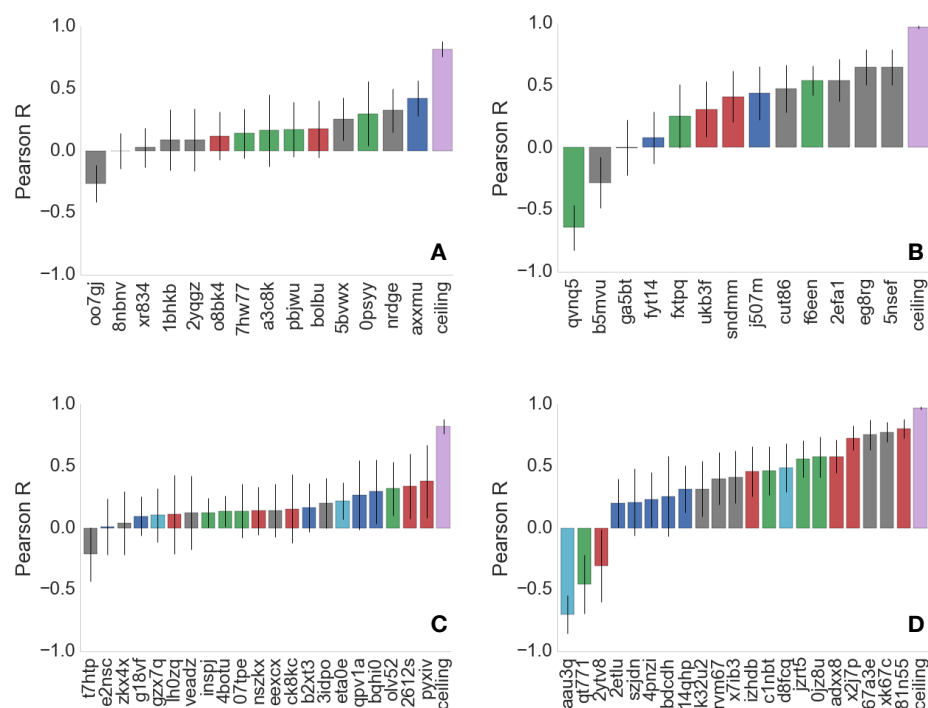 1.0
0.5
0.0
−0.5
−1.0
Pearson R
A
oo7gj
8nbnv
xr834
1bhkb
2yqgz
o8bk4
7hw77
a3c8k
pbjwu
bolbu
5bvwx
0psyy
nrdge
axxmu
ceiling
1.0
0.5
0.0
−0.5
−1.0
Pearson R
B
qvnq5
b5mvu
ga5bt
fyt14
fxtpq
ukb3f
sndmm
j507m
cut86
f6een
2efa1
eg8rg
5nsef
ceiling
1.0
0.5
0.0
−0.5
−1.0
Pearson R
C
t7htp
e2nsc
zkx4x
g18vf
gzx7q
lh0zq
veadz
inspj
4botu
07tpe
nszkx
eexcx
ck8kc
b2xt3
3idpo
eta0e
qpv1a
bqhi0
olv52
2612s
pyxiv
ceiling
1.0
0.5
0.0
−0.5
−1.0
Pearson R
D
aau3q
qt771
2ytv8
2etlu
szjdn
4pnzi
bdcdh
14qhp
k32u2
rvm67
x7ib3
izhdb
c1nbt
d8fcq
jzrt5
0jz8u
adxx8
x2j7p
67a3e
xk67c
81n55
ceiling